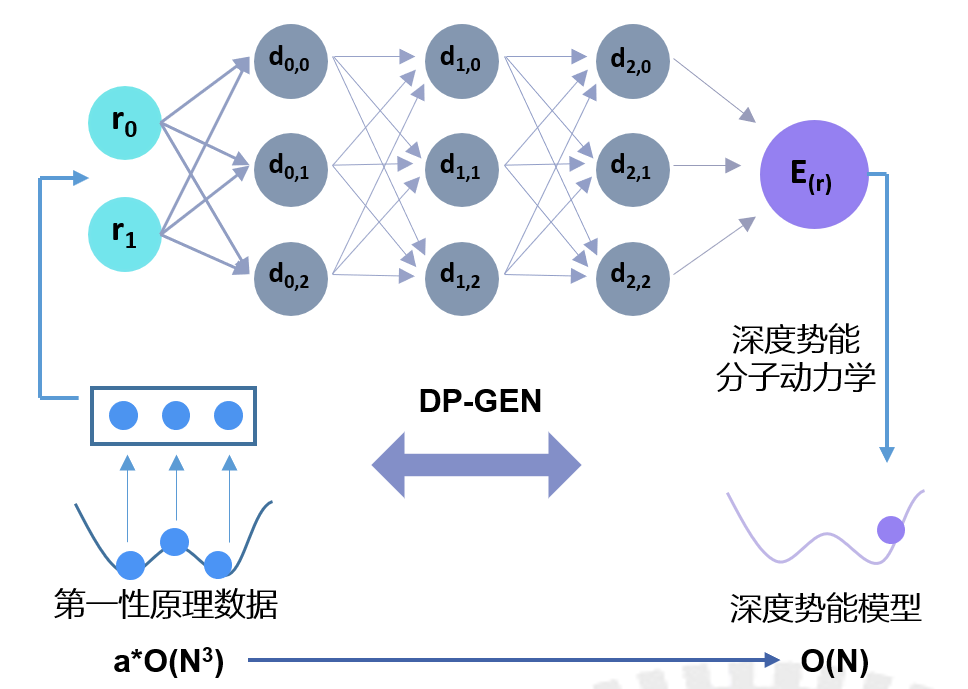 d0,0 d1,0 d2,0
r0
E(r)
d0,1 d1,1 d2,1
r1
d0,2 d1,2 d2,2
深度势能
分子动力学
DP-GEN
第一性原理数据
深度势能模型
a*O(N³) O(N)